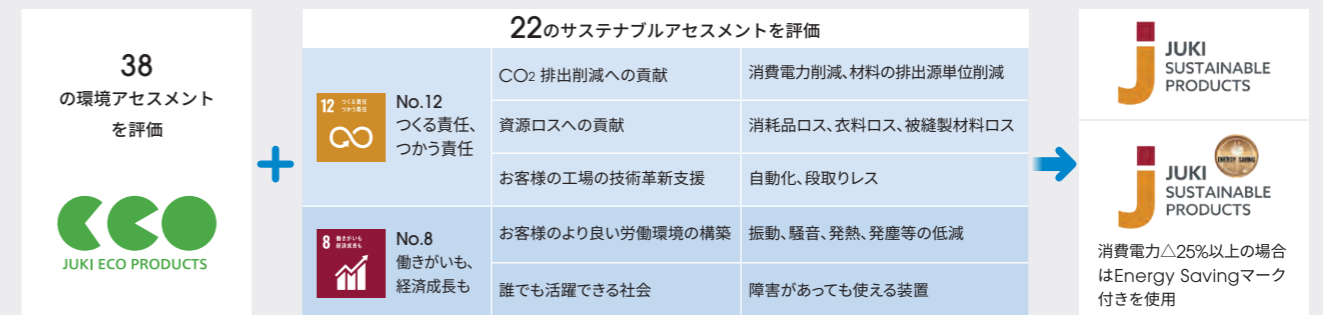 38
の環境アセスメント
を評価
JUKI ECO PRODUCTS
22のサステナブルアセスメントを評価
12 つくる責任
つかう責任
No.12
つくる責任、
つかう責任
CO2 排出削減への貢献
消費電力削減、材料の排出源単位削減
資源ロスへの貢献
消耗品ロス、衣料ロス、被縫製材料ロス
お客様の工場の技術革新支援
自動化、段取りレス
8 働きがいも
経済成長も
No.8
働きがいも、
経済成長も
お客様のより良い労働環境の構築
振動、騒音、発熱、発塵等の低減
誰でも活躍できる社会
障害があっても使える装置
JUKI
SUSTAINABLE
PRODUCTS
ENERGY SAVING
JUKI
SUSTAINABLE
PRODUCTS
消費電力△25%以上の場合
はEnergy Savingマーク
付きを使用